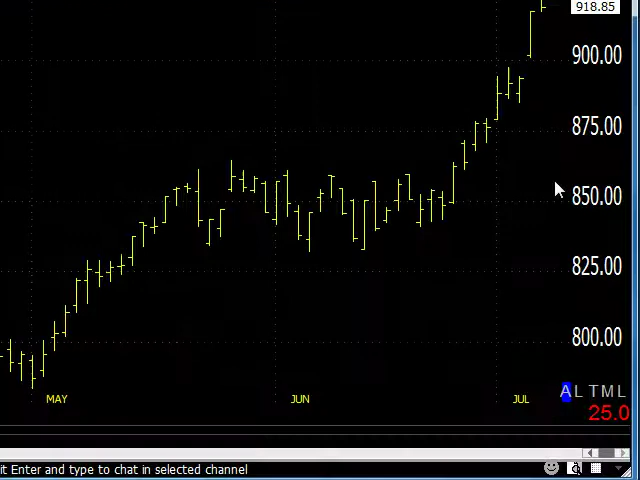 918.85
900.00
875.00
850.00
825.00
800.00
MAY JUN JUL
A L T M L
25.0
it Enter and type to chat in selected channel